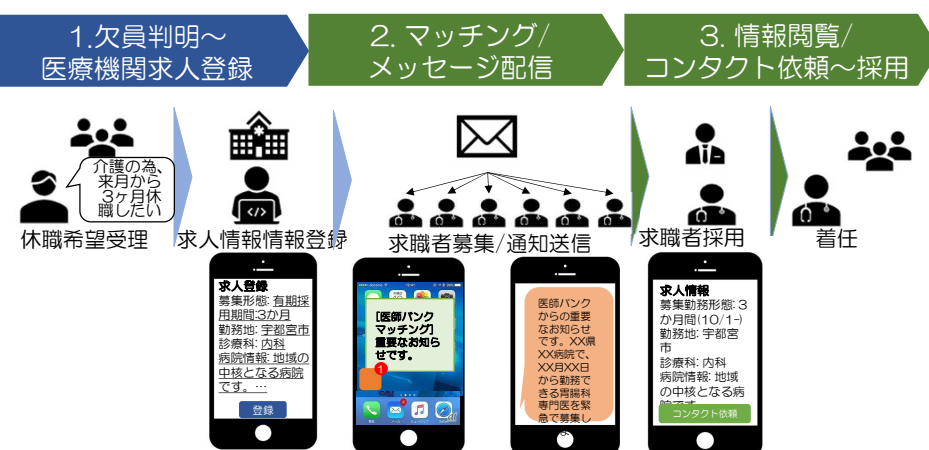 1.欠員判明～
医療機関求人登録
2. マッチング/
メッセージ配信
3. 情報閲覧/
コンタクト依頼～採用
介護の為、
来月から
3ヶ月休
職したい
休職希望受理
求人情報情報登録
求職者募集/通知送信
求職者採用
着任
求人登録
募集形態: 有期採
用期間:3か月
勤務地: 宇都宮市
診療科: 内科
病院情報: 地域の
中核となる病院
です。…
登録
[医師バンク
マッチング]
重要なお知ら
せです。
1
医師バンク
からの重要
なお知らせ
です。XX県
XX病院で、
XX月XX日
から勤務で
きる胃腸科
専門医を緊
急で募集し
求人情報
募集勤務形態: 3
か月間(10/1-)
勤務地: 宇都宮
市
診療科: 内科
病院情報: 地域
の中核となる病
院です
コンタクト依頼